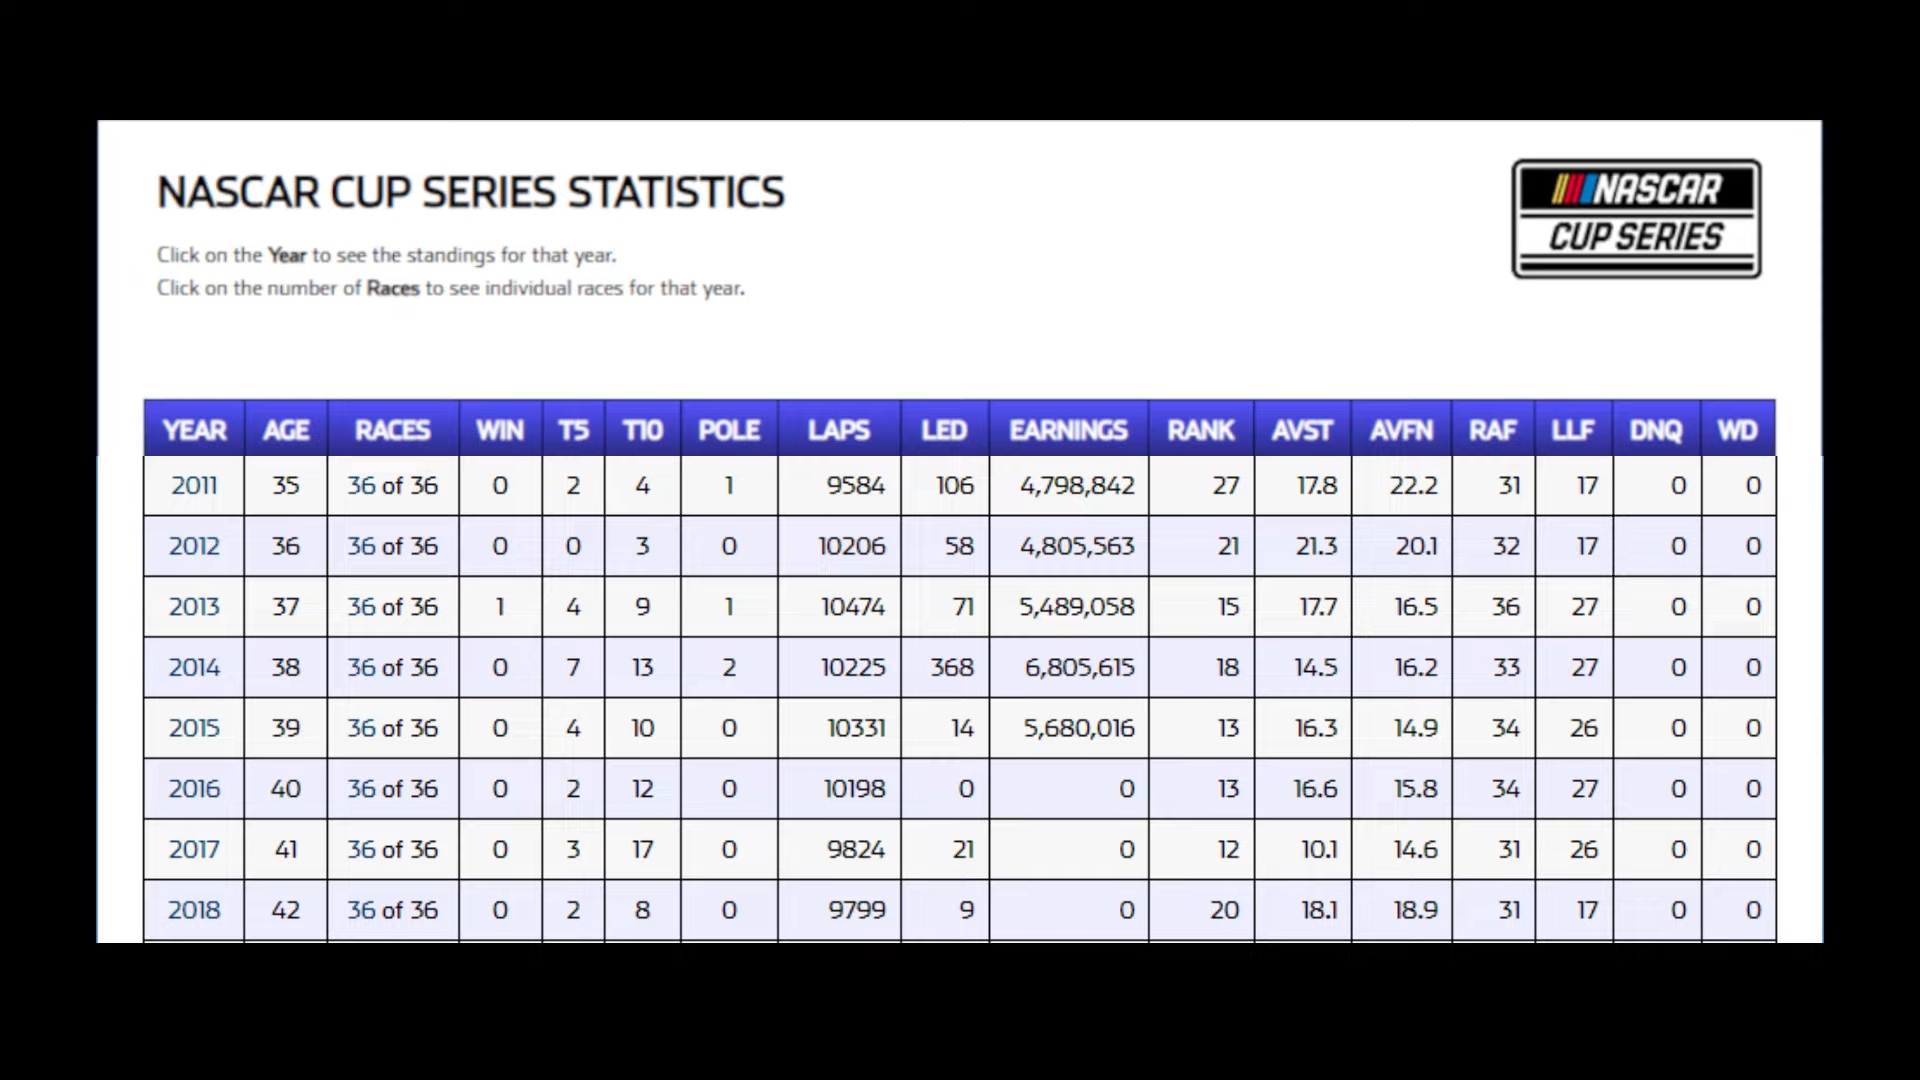 NASCAR CUP SERIES STATISTICS
NASCAR
CUP SERIES
Click on the Year to see the standings for that year.
Click on the number of Races to see individual races for that year.
YEAR AGE RACES WIN T5 T10 POLE LAPS LED EARNINGS RANK AVST AVFN RAF LLF DNQ WD
2011 35 36 of 36 0 2 4 1 9584 106 4,798,842 27 17.8 22.2 31 17 0 0
2012 36 36 of 36 0 0 3 0 10206 58 4,805,563 21 21.3 20.1 32 17 0 0
2013 37 36 of 36 1 4 9 1 10474 71 5,489,058 15 17.7 16.5 36 27 0 0
2014 38 36 of 36 0 7 13 2 10225 368 6,805,615 18 14.5 16.2 33 27 0 0
2015 39 36 of 36 0 4 10 0 10331 14 5,680,016 13 16.3 14.9 34 26 0 0
2016 40 36 of 36 0 2 12 0 10198 0 0 13 16.6 15.8 34 27 0 0
2017 41 36 of 36 0 3 17 0 9824 21 0 12 10.1 14.6 31 26 0 0
2018 42 36 of 36 0 2 8 0 9799 9 0 20 18.1 18.9 31 17 0 0